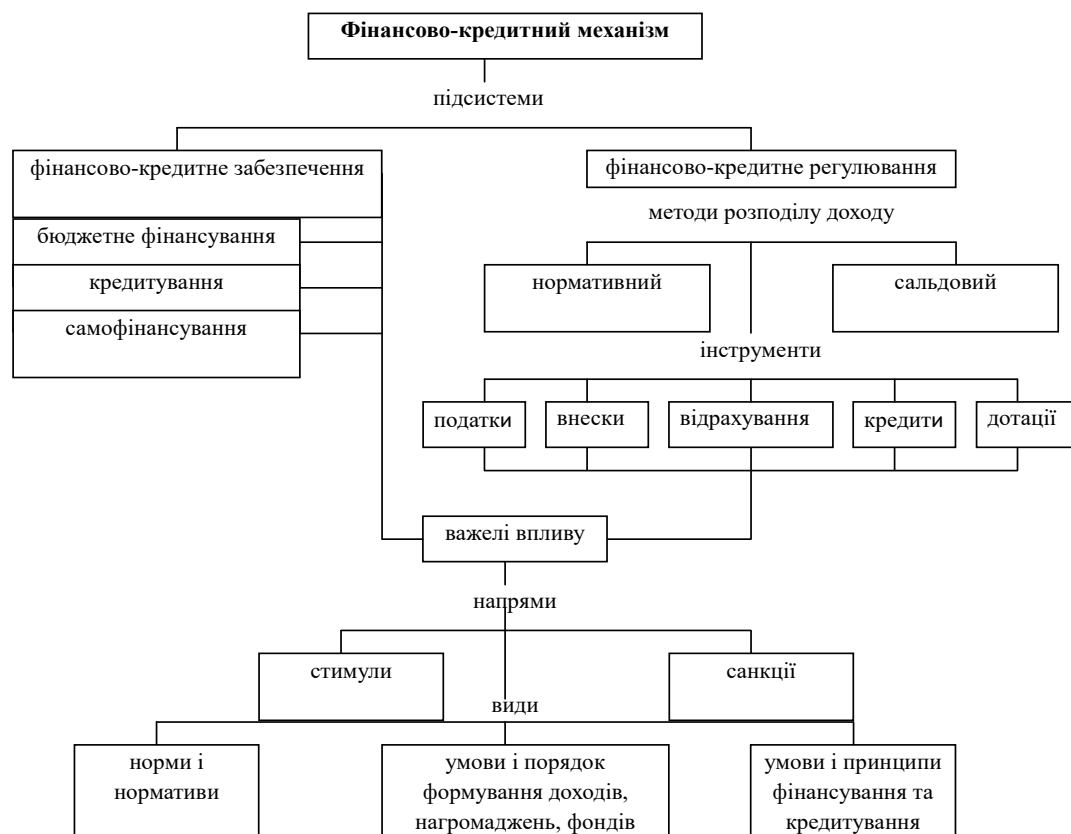 Фінансово-кредитний механізм
підсистеми
фінансово-кредитне забезпечення
фінансово-кредитне регулювання
бюджетне фінансування
кредитування
самофінансування
методи розподілу доходу
нормативний
сальдовий
інструменти
податки
внески
відрахування
кредити
дотації
важелі впливу
напрями
стимули
санкції
види
норми і
нормативи
умови і порядок
формування доходів,
нагромаджень, фондів
умови і принципи
фінансування та
кредитування